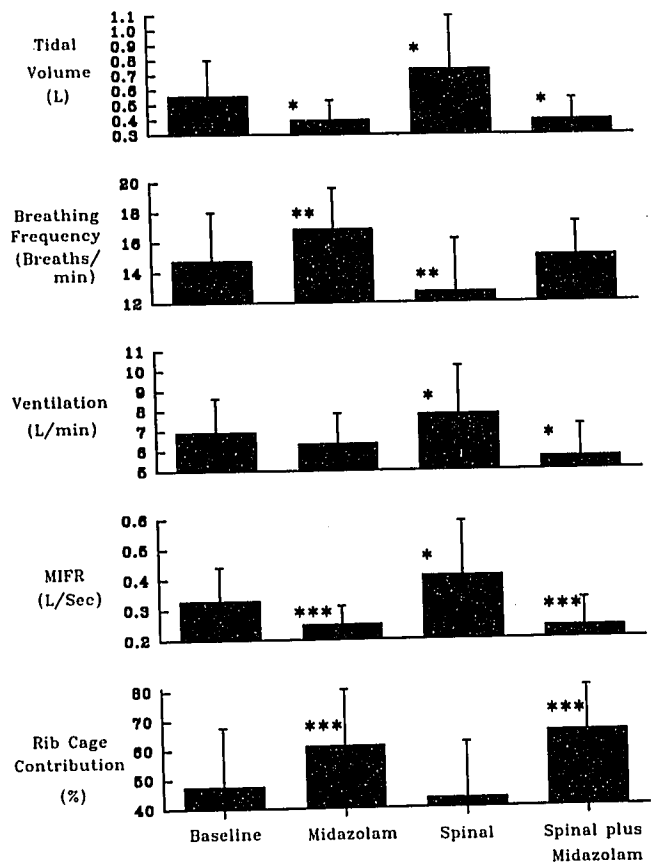 Tidal
Volume
(L)
1.1
1.0
0.9
0.8
0.7
0.6
0.5
0.4
0.3
*
*
*
Breathing
Frequency
(Breaths/
min)
20
18
16
14
12
**
**
Ventilation
(L/min)
11
10
9
8
7
6
5
*
*
MIFR
(L/Sec)
0.6
0.5
0.4
0.3
0.2
***
*
***
Rib Cage
Contribution
(%)
80
70
60
50
40
***
***
Baseline
Midazolam
Spinal
Spinal plus
Midazolam